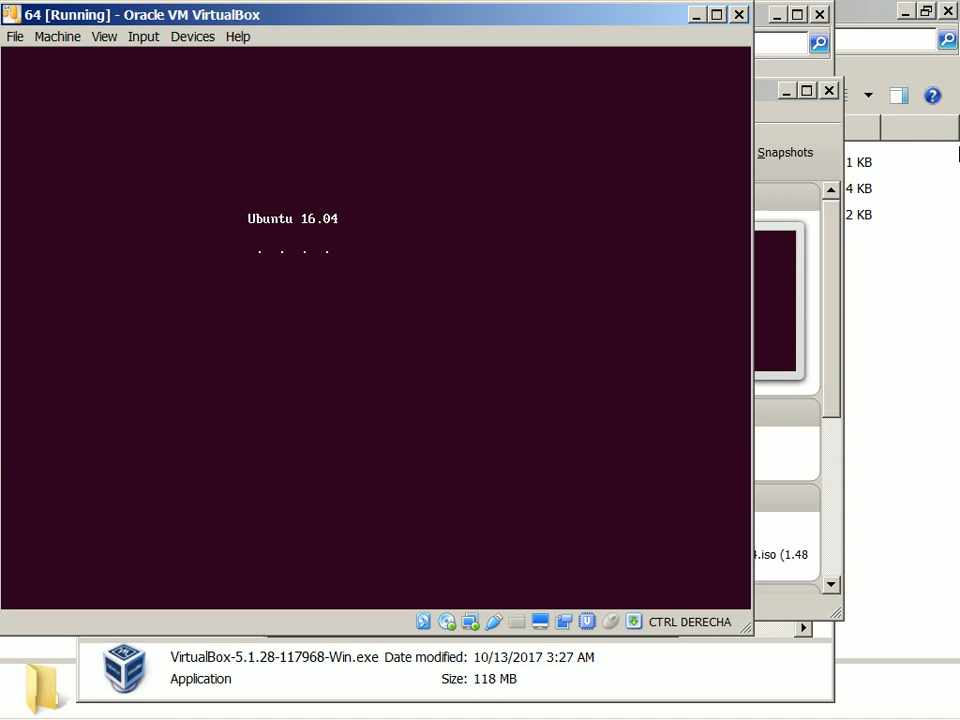 64 [Running] - Oracle VM VirtualBox
File Machine View Input Devices Help
Snapshots
1 KB
4 KB
2 KB
Ubuntu 16.04
. . . .
.iso (1.48
CTRL DERECHA
VirtualBox-5.1.28-117968-Win.exe Date modified: 10/13/2017 3:27 AM
Application Size: 118 MB